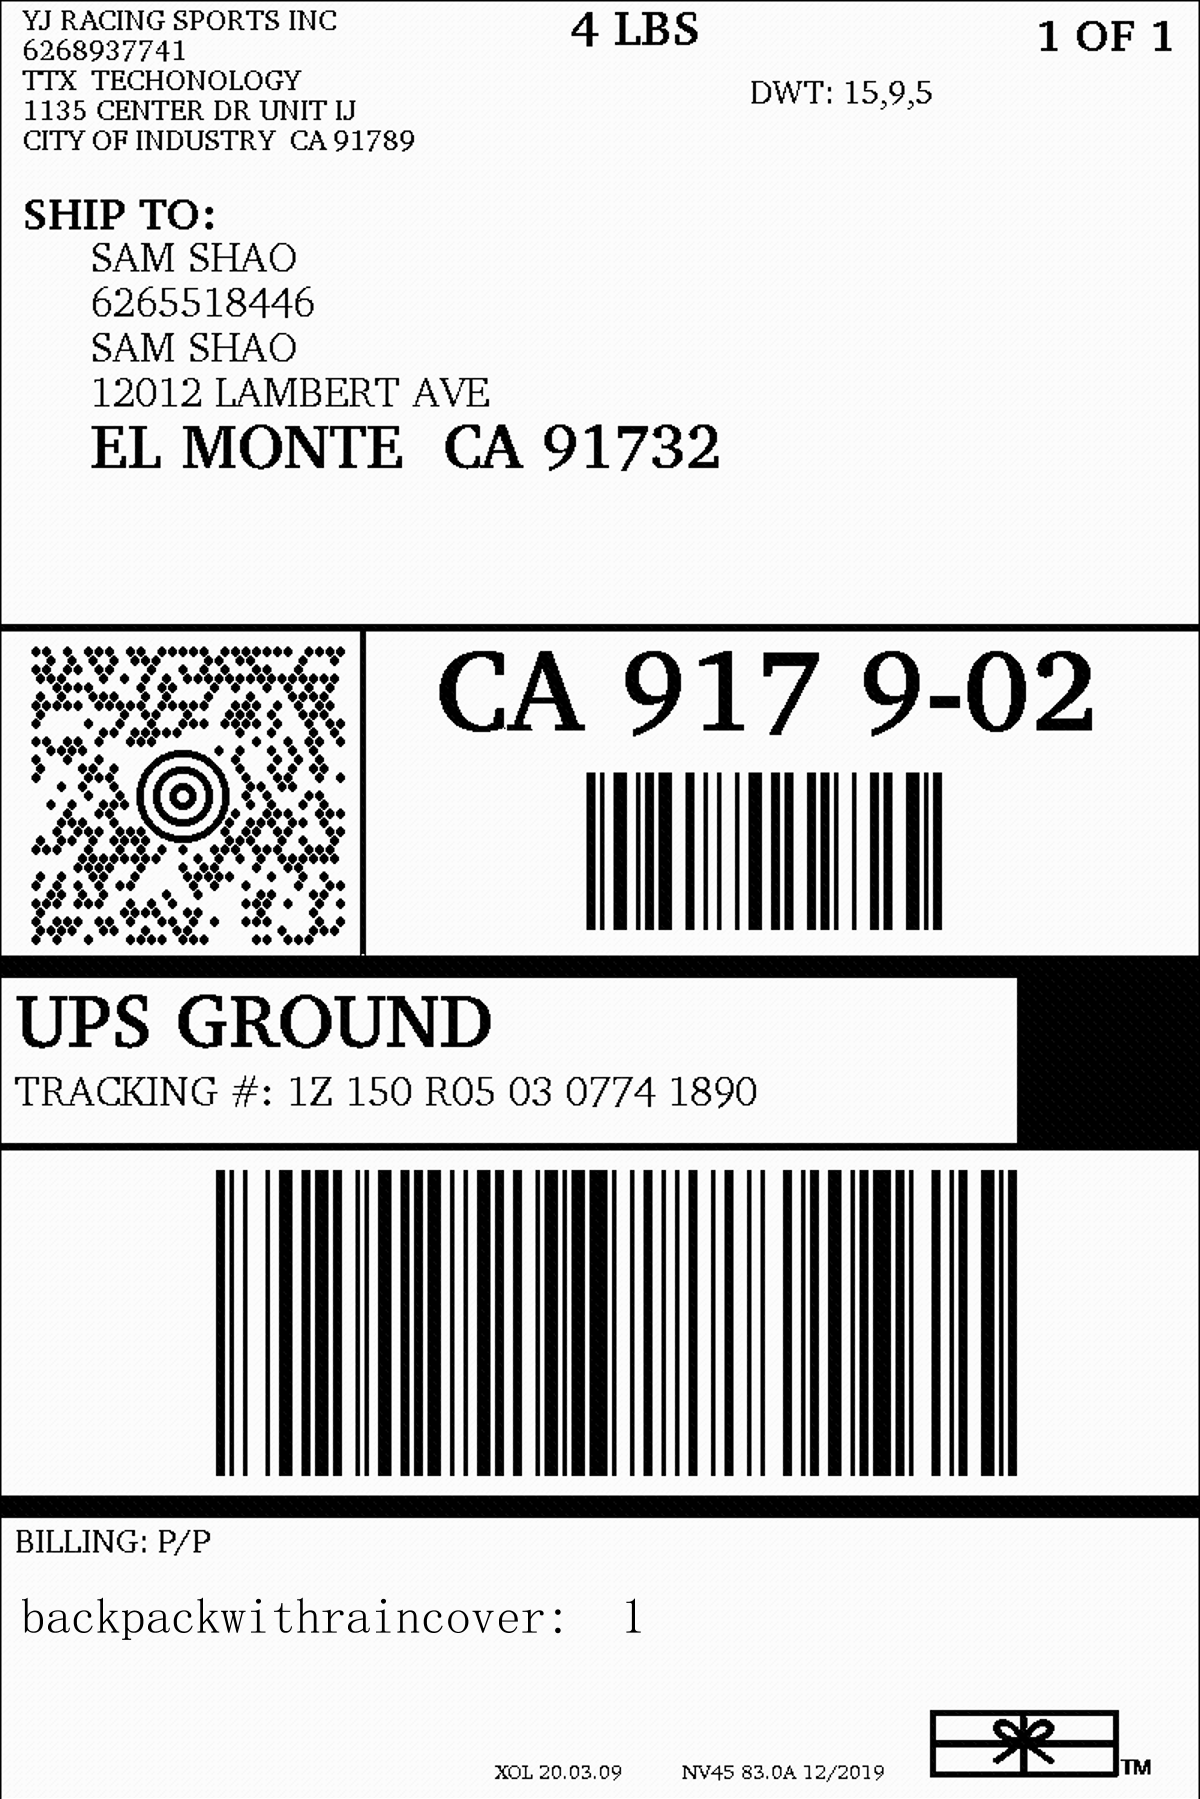 YJ RACING SPORTS INC
6268937741
TTX  TECHONOLOGY
1135 CENTER DR UNIT IJ
CITY OF INDUSTRY  CA 91789
4 LBS
1 OF 1
DWT: 15,9,5
SHIP TO:
SAM SHAO
6265518446
SAM SHAO
12012 LAMBERT AVE
EL MONTE  CA 91732
CA 917 9-02
UPS GROUND
TRACKING #: 1Z 150 R05 03 0774 1890
BILLING: P/P
backpackwithraincover:  1
XOL 20.03.09
NV45 83.0A 12/2019
TM